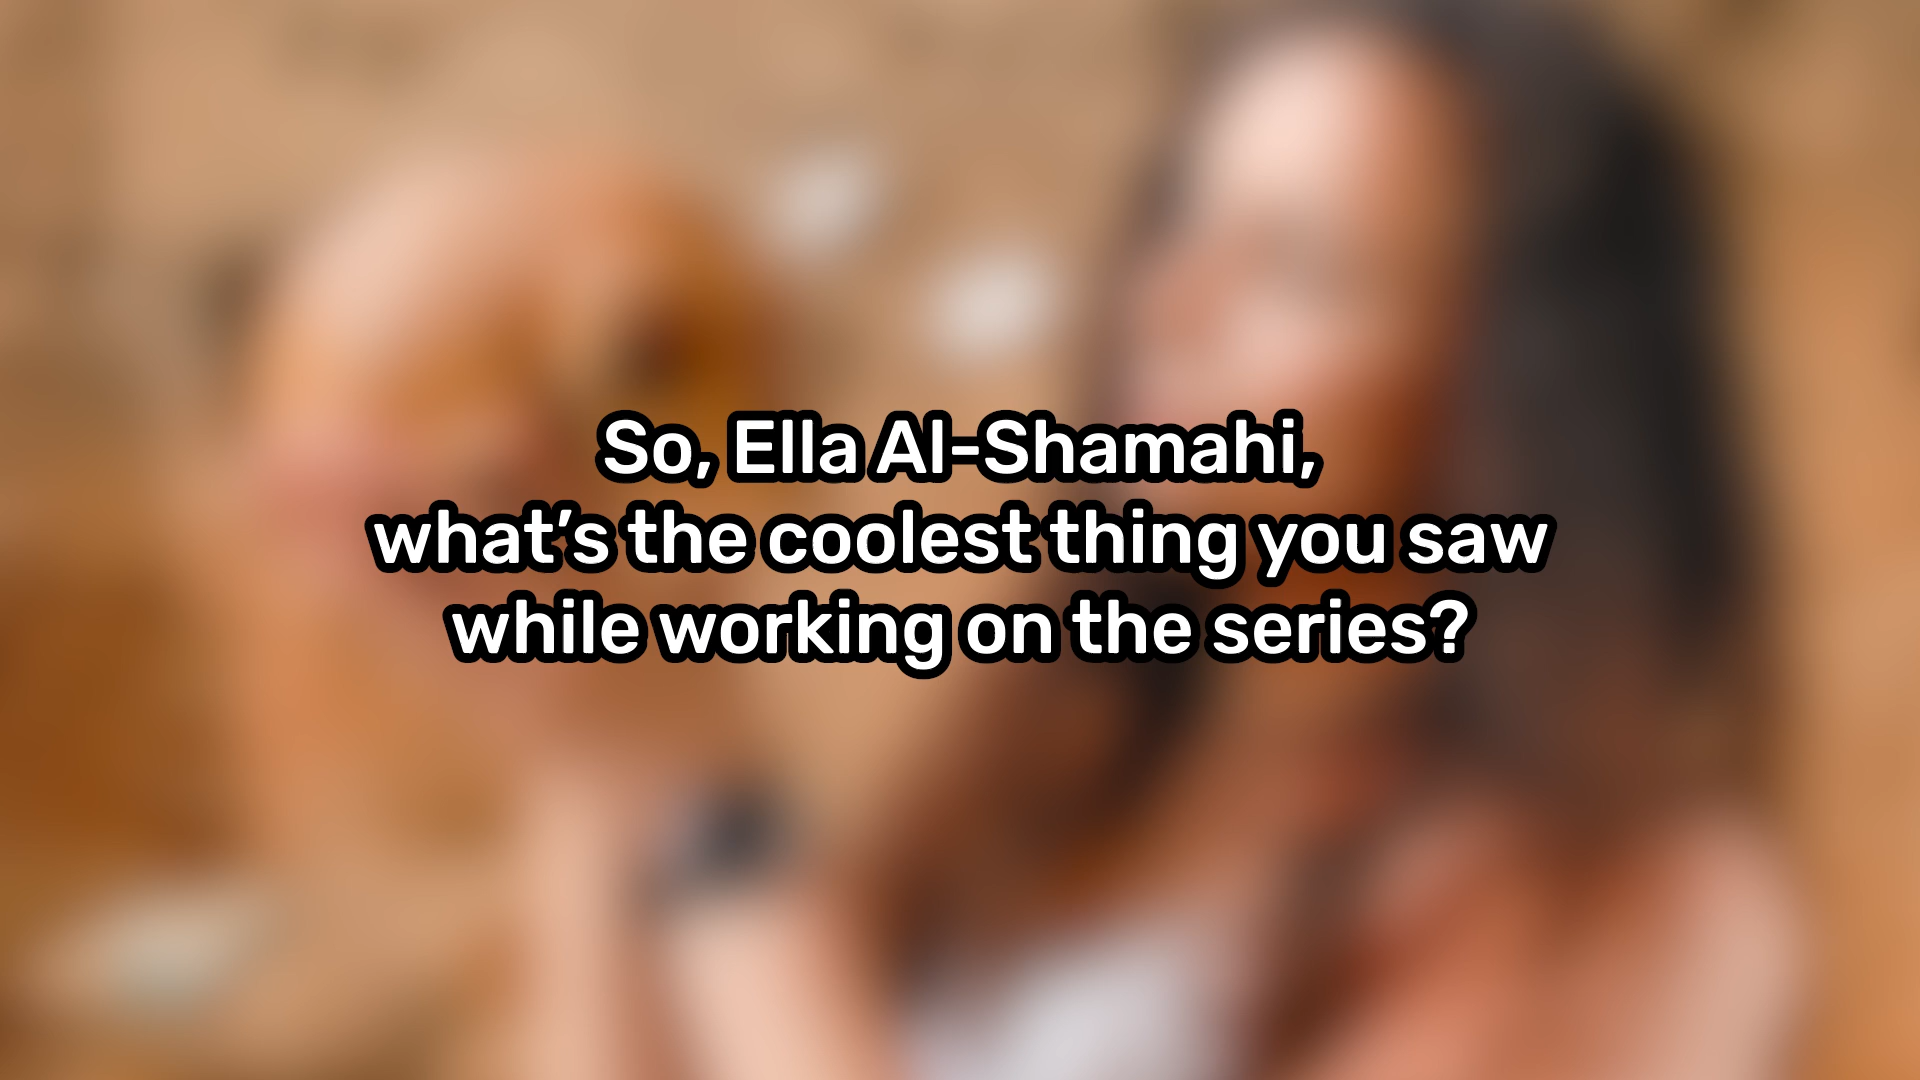 So, Ella Al-Shamahi,
what’s the coolest thing you saw
while working on the series?